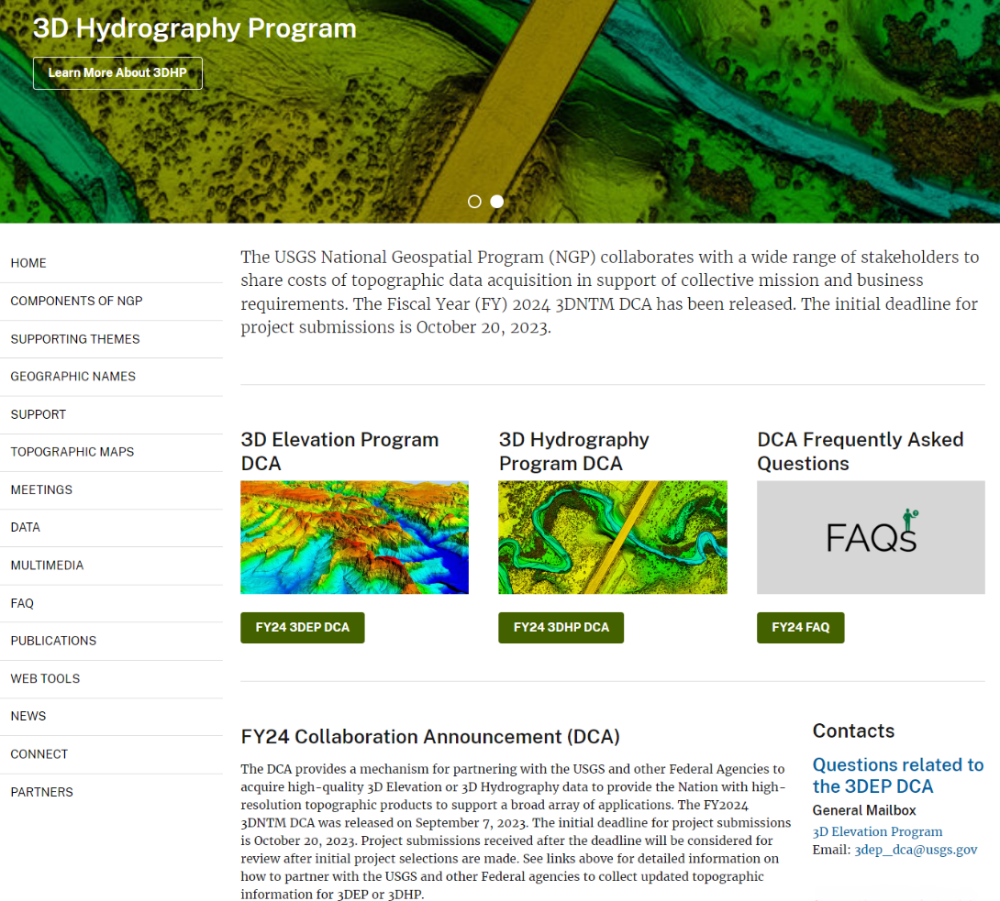 3D Hydrography Program
Learn More About 3DHP
HOME
COMPONENTS OF NGP
SUPPORTING THEMES
GEOGRAPHIC NAMES
SUPPORT
TOPOGRAPHIC MAPS
MEETINGS
DATA
MULTIMEDIA
FAQ
PUBLICATIONS
WEB TOOLS
NEWS
CONNECT
PARTNERS
The USGS National Geospatial Program (NGP) collaborates with a wide range of stakeholders to
share costs of topographic data acquisition in support of collective mission and business
requirements. The Fiscal Year (FY) 2024 3DNTM DCA has been released. The initial deadline for
project submissions is October 20, 2023.
3D Elevation Program
DCA
FY24 3DEP DCA
3D Hydrography
Program DCA
FY24 3DHP DCA
DCA Frequently Asked
Questions
FAQs
FY24 FAQ
FY24 Collaboration Announcement (DCA)
The DCA provides a mechanism for partnering with the USGS and other Federal Agencies to
acquire high-quality 3D Elevation or 3D Hydrography data to provide the Nation with high-
resolution topographic products to support a broad array of applications. The FY2024
3DNTM DCA was released on September 7, 2023. The initial deadline for project submissions
is October 20, 2023. Project submissions received after the deadline will be considered for
review after initial project selections are made. See links above for detailed information on
how to partner with the USGS and other Federal agencies to collect updated topographic
information for 3DEP or 3DHP.
Contacts
Questions related to
the 3DEP DCA
General Mailbox
3D Elevation Program
Email: 3dep_dca@usgs.gov